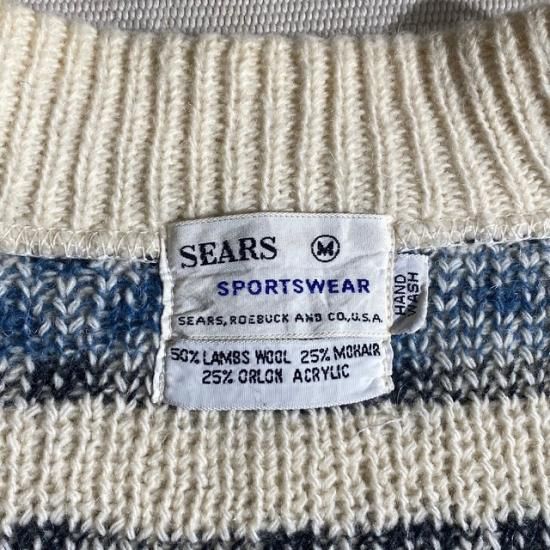 SEARS M
SPORTSWEAR
SEARS, ROEBUCK AND CO., U.S.A.
HAND
WASH
50% LAMBS WOOL 25% MOHAIR
25% ORLON ACRYLIC